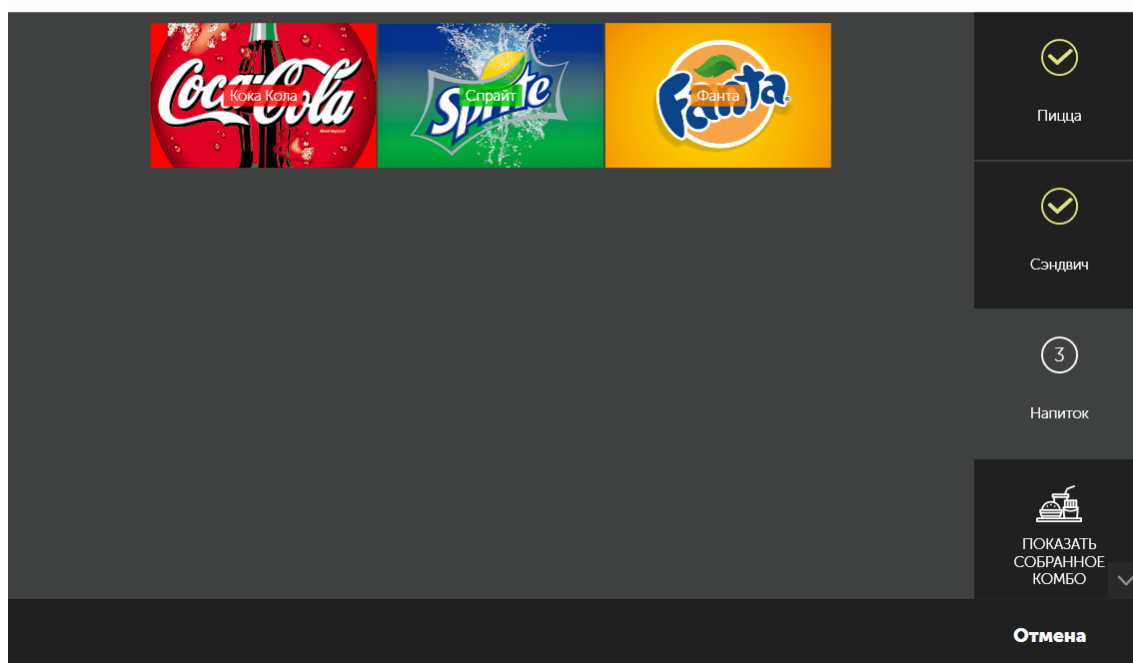 Coca-Cola
Кока Кола
Sprite
Спрайт
Fanta
Фанта
Пицца
Сэндвич
3
Напиток
ПОКАЗАТЬ
СОБРАННОЕ
КОМБО
Отмена